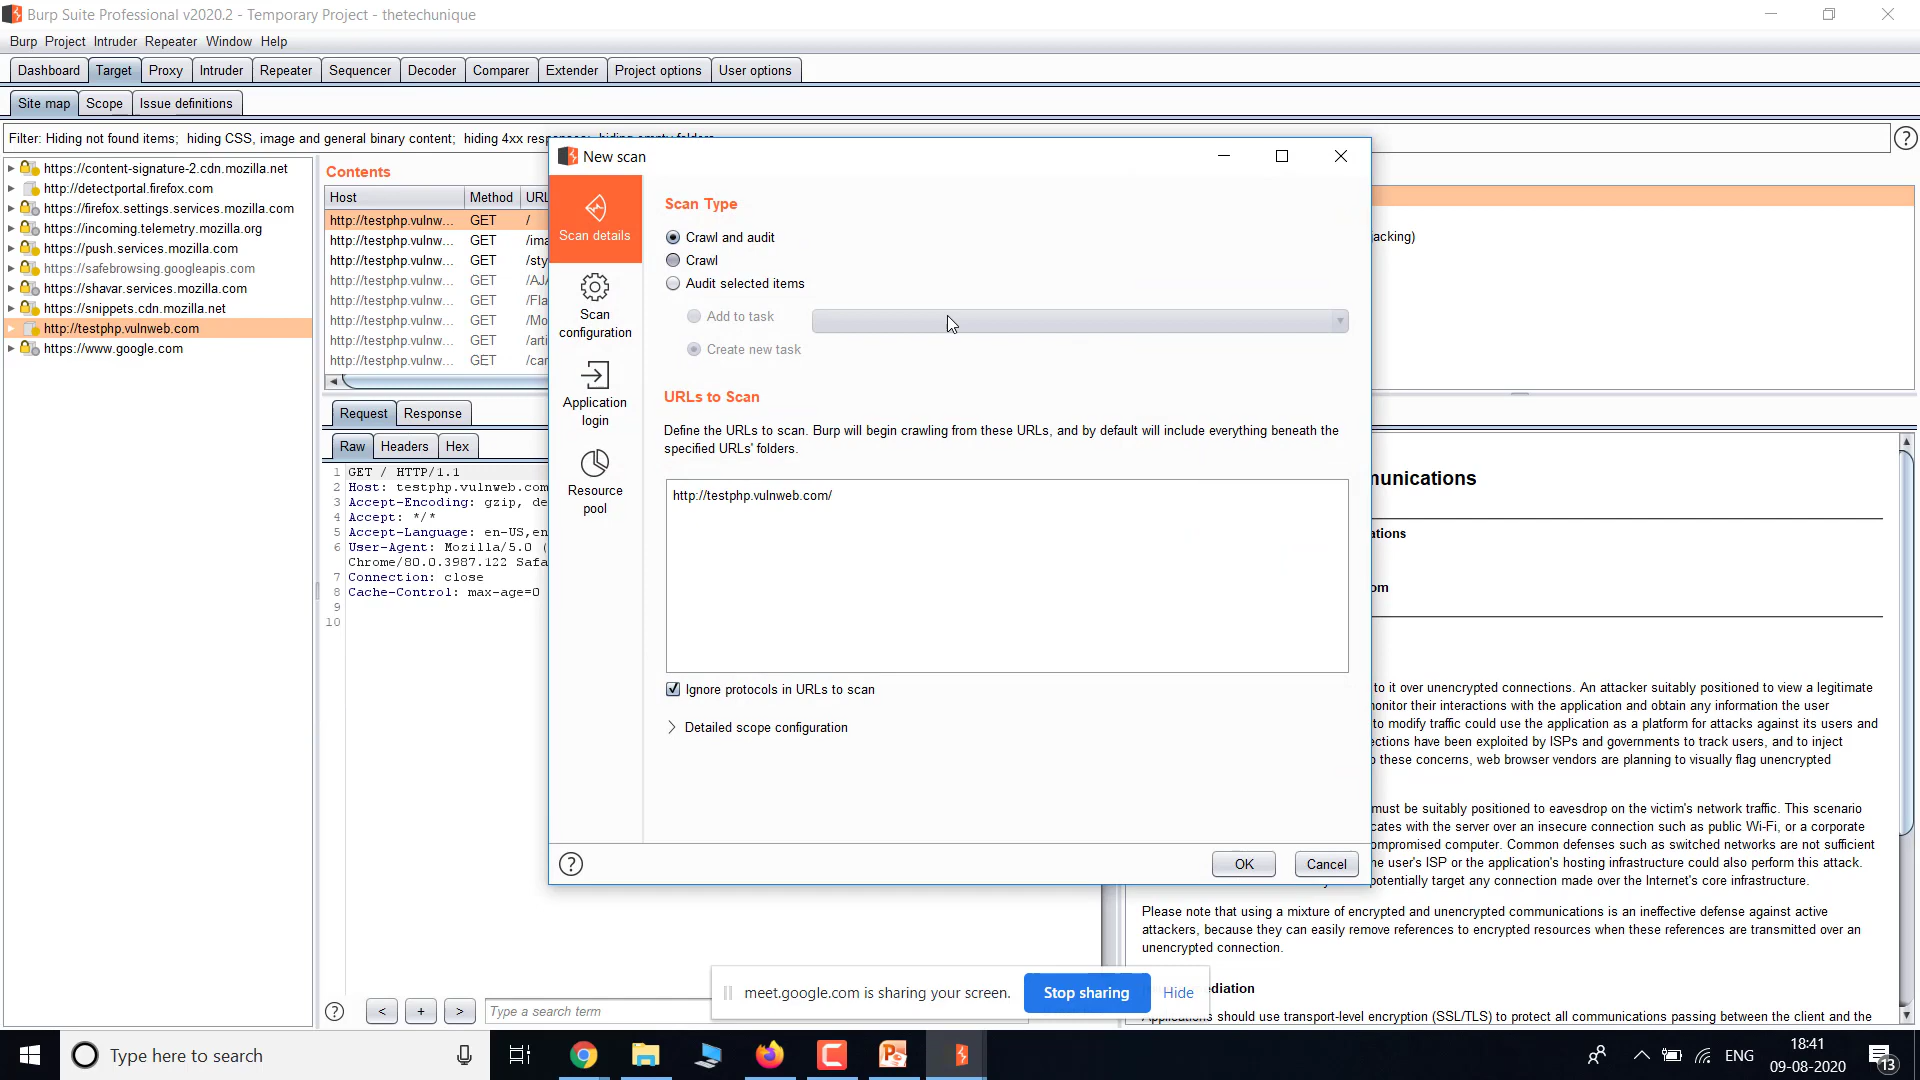 Burp Suite Professional v2020.2 - Temporary Project - thetechunique
Burp Project Intruder Repeater Window Help
Dashboard Target Proxy Intruder Repeater Sequencer Decoder Comparer Extender Project options User options
Site map Scope Issue definitions
Filter: Hiding not found items; hiding CSS, image and general binary content; hiding 4xx responses; hiding empty folders
https://content-signature-2.cdn.mozilla.net
http://detectportal.firefox.com
https://firefox.settings.services.mozilla.com
https://incoming.telemetry.mozilla.org
https://push.services.mozilla.com
https://safebrowsing.googleapis.com
https://shavar.services.mozilla.com
https://snippets.cdn.mozilla.net
http://testphp.vulnweb.com
https://www.google.com
Contents
Host Method URL
http://testphp.vulnw... GET /
http://testphp.vulnw... GET /ima
http://testphp.vulnw... GET /sty
http://testphp.vulnw... GET /AJA
http://testphp.vulnw... GET /Fla
http://testphp.vulnw... GET /Mo
http://testphp.vulnw... GET /arti
http://testphp.vulnw... GET /car
Request Response
Raw Headers Hex
1 GET / HTTP/1.1
2 Host: testphp.vulnweb.com
3 Accept-Encoding: gzip, de
4 Accept: */*
5 Accept-Language: en-US,en
6 User-Agent: Mozilla/5.0 (
Chrome/80.0.3987.122 Safa
7 Connection: close
8 Cache-Control: max-age=0
9
10
New scan
Scan details
Scan configuration
Application login
Resource pool
Scan Type
Crawl and audit
Crawl
Audit selected items
Add to task
Create new task
URLs to Scan
Define the URLs to scan. Burp will begin crawling from these URLs, and by default will include everything beneath the
specified URLs' folders.
http://testphp.vulnweb.com/
Ignore protocols in URLs to scan
Detailed scope configuration
? OK Cancel
jacking)
nunications
ations
om
to it over unencrypted connections. An attacker suitably positioned to view a legitimate
monitor their interactions with the application and obtain any information the user
to modify traffic could use the application as a platform for attacks against its users and
ections have been exploited by ISPs and governments to track users, and to inject
o these concerns, web browser vendors are planning to visually flag unencrypted
must be suitably positioned to eavesdrop on the victim's network traffic. This scenario
cates with the server over an insecure connection such as public Wi-Fi, or a corporate
ompromised computer. Common defenses such as switched networks are not sufficient
he user's ISP or the application's hosting infrastructure could also perform this attack.
potentially target any connection made over the Internet's core infrastructure.
Please note that using a mixture of encrypted and unencrypted communications is an ineffective defense against active
attackers, because they can easily remove references to encrypted resources when these references are transmitted over an
unencrypted connection.
ediation
Applications should use transport-level encryption (SSL/TLS) to protect all communications passing between the client and the
? < + > Type a search term
meet.google.com is sharing your screen. Stop sharing Hide
Type here to search
ENG
18:41
09-08-2020
13